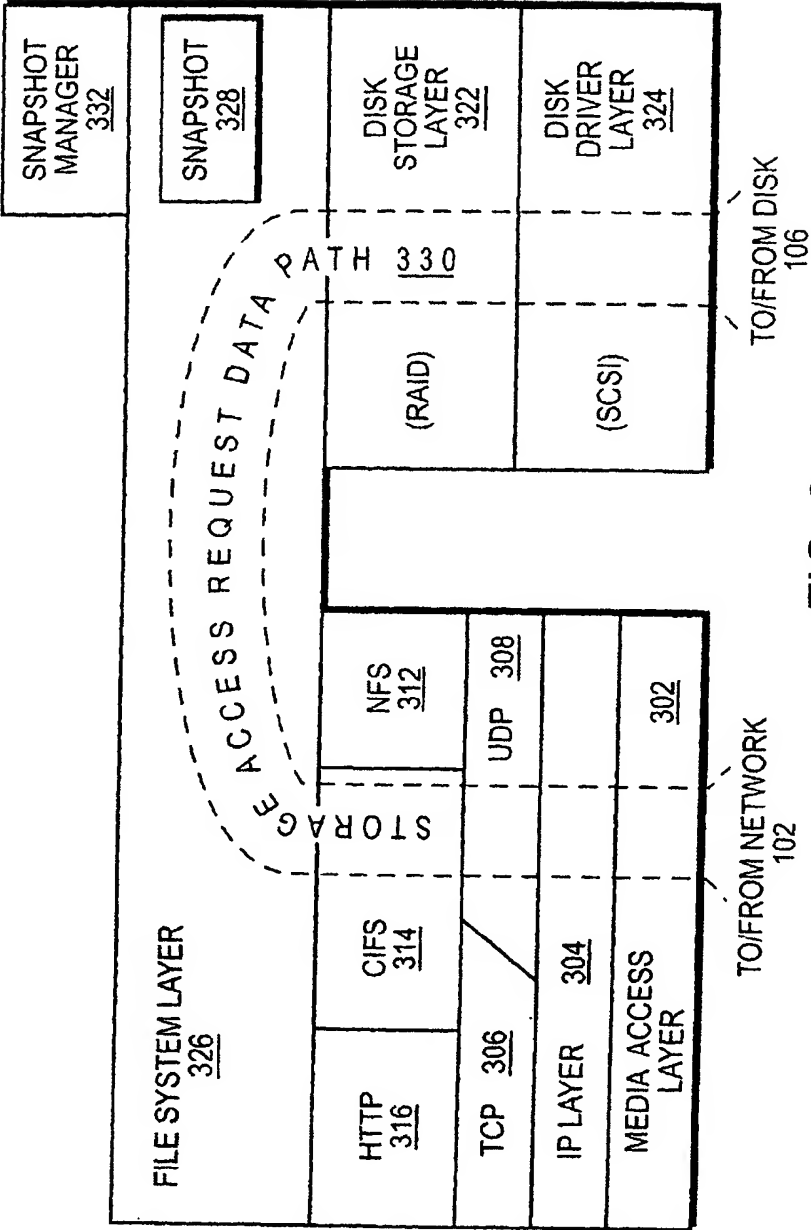 SNAPSHOT
MANAGER
332
FILE SYSTEM LAYER
326
SNAPSHOT
328
STORAGE ACCESS REQUEST DATA PATH 330
HTTP
316
CIFS
314
NFS
312
TCP 306
UDP 308
IP LAYER 304
MEDIA ACCESS
LAYER
302
TO/FROM NETWORK
102
(RAID)
DISK
STORAGE
LAYER
322
(SCSI)
DISK
DRIVER
LAYER
324
TO/FROM DISK
106